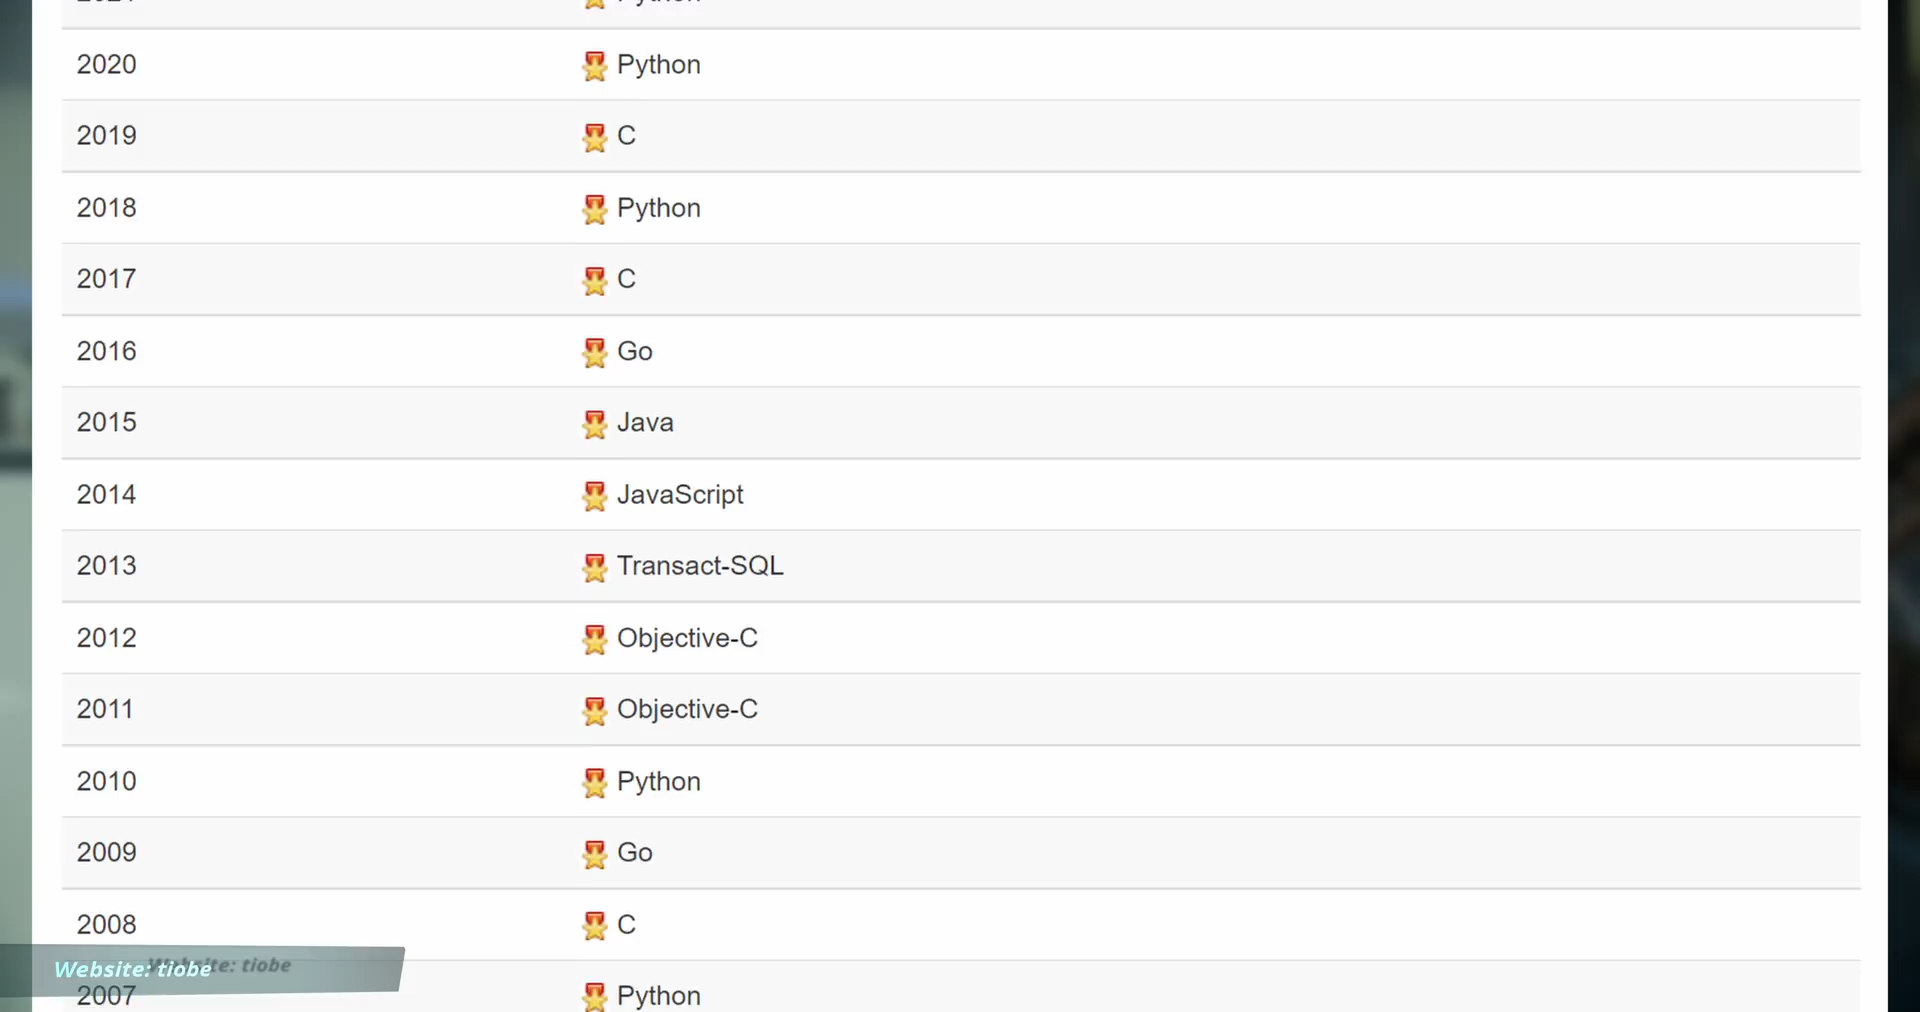 2020 Python
2019 C
2018 Python
2017 C
2016 Go
2015 Java
2014 JavaScript
2013 Transact-SQL
2012 Objective-C
2011 Objective-C
2010 Python
2009 Go
2008 C
Website: tiobe
2007 Python